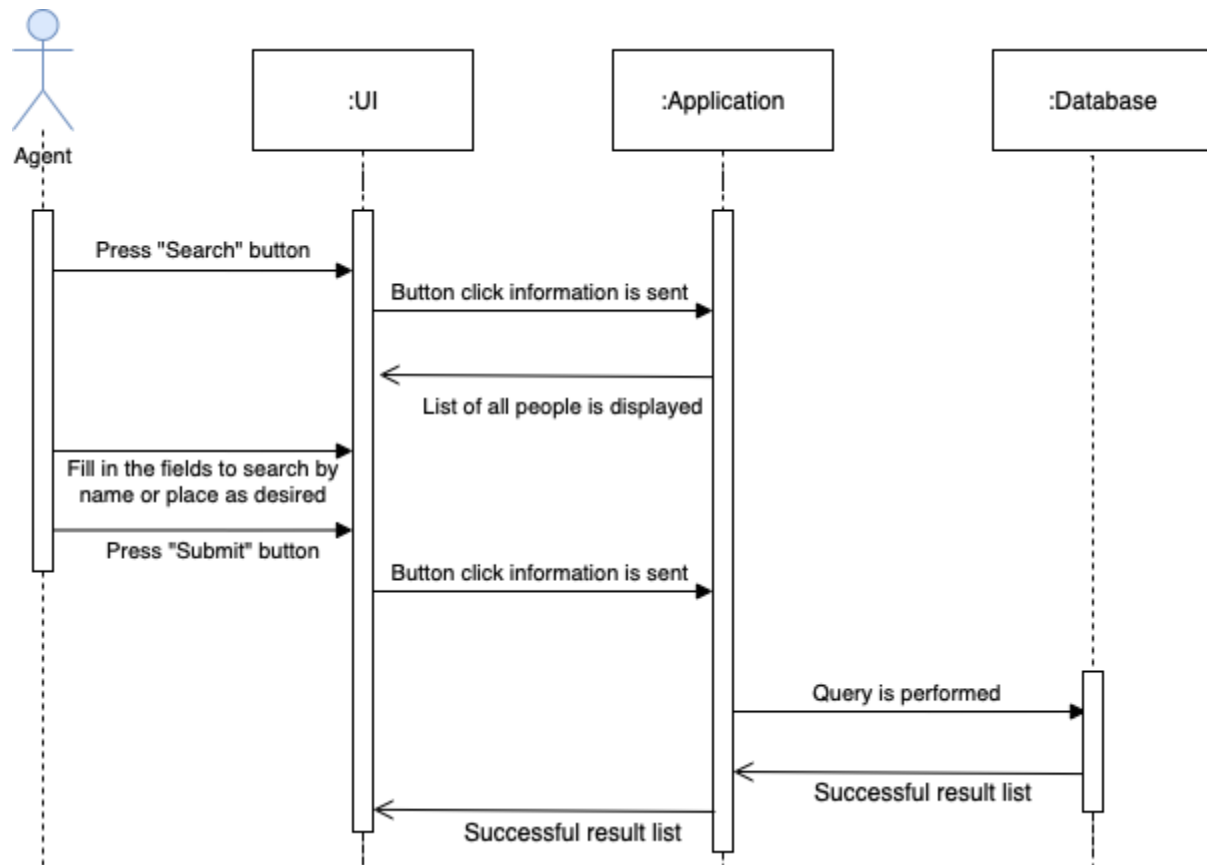 :UI
:Application
:Database
Agent
Press "Search" button
Button click information is sent
List of all people is displayed
Fill in the fields to search by
name or place as desired
Press "Submit" button
Button click information is sent
Query is performed
Successful result list
Successful result list